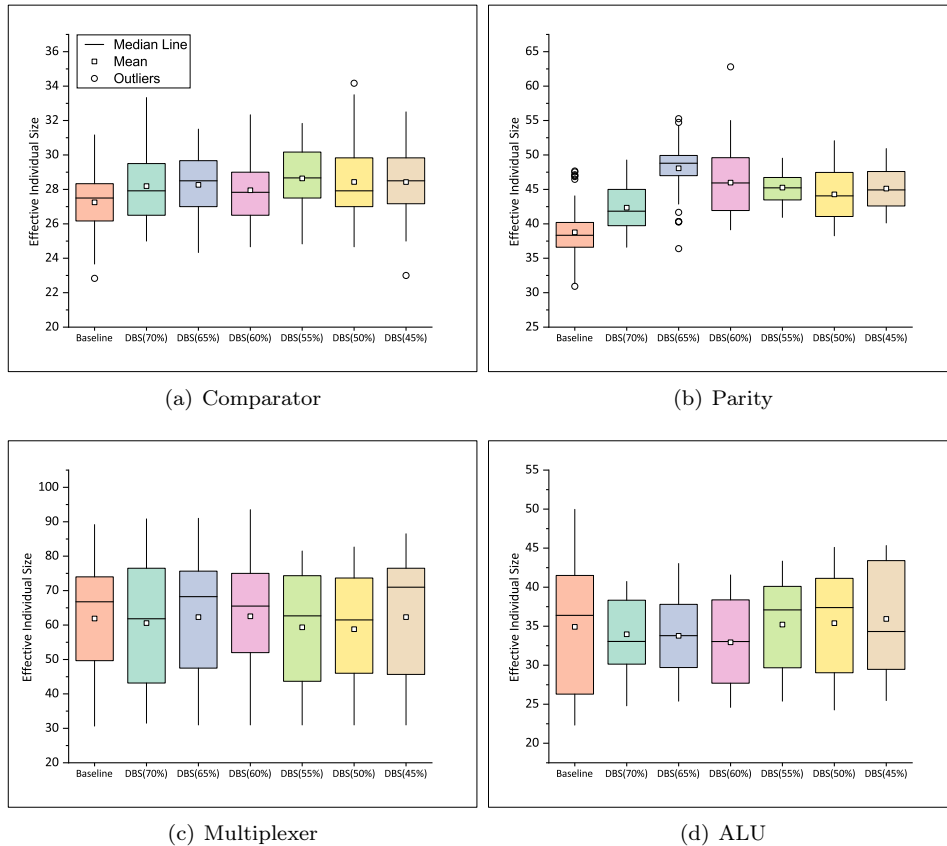 Median Line
Mean
Outliers
Effective Individual Size
36
34
32
30
28
26
24
22
20
Baseline DBS(70%) DBS(65%) DBS(60%) DBS(55%) DBS(50%) DBS(45%)
(a) Comparator
Effective Individual Size
65
60
55
50
45
40
35
30
25
Baseline DBS(70%) DBS(65%) DBS(60%) DBS(55%) DBS(50%) DBS(45%)
(b) Parity
Effective Individual Size
100
90
80
70
60
50
40
30
20
Baseline DBS(70%) DBS(65%) DBS(60%) DBS(55%) DBS(50%) DBS(45%)
(c) Multiplexer
Effective Individual Size
55
50
45
40
35
30
25
20
Baseline DBS(70%) DBS(65%) DBS(60%) DBS(55%) DBS(50%) DBS(45%)
(d) ALU